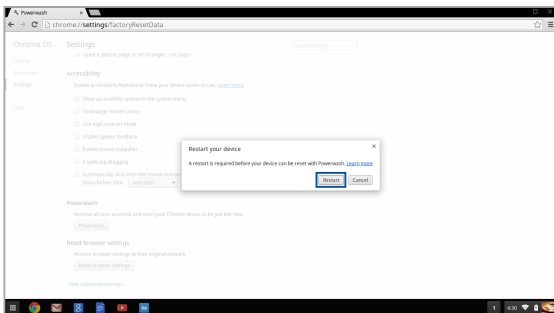 Powerwash
chrome://settings/factoryResetData
Chrome OS
Settings
Open a specific page or set of pages. Set pages
Accessibility
Settings
Enable accessibility features to make your device easier to use. Learn more
Show accessibility options in the system menu
Show large mouse cursor
Use high contrast mode
Enable spoken feedback
Enable screen magnifier
Enable tap dragging
Automatically click when the mouse pointer
Delay before click:
Restart your device
A restart is required before your device can be reset with Powerwash. Learn more
Restart Cancel
Powerwash
Remove all user accounts and reset your Chrome device to be just like new.
Powerwash
Reset browser settings
Restore browser settings to their original defaults.
Reset browser settings
Hide advanced settings...
1 4:30